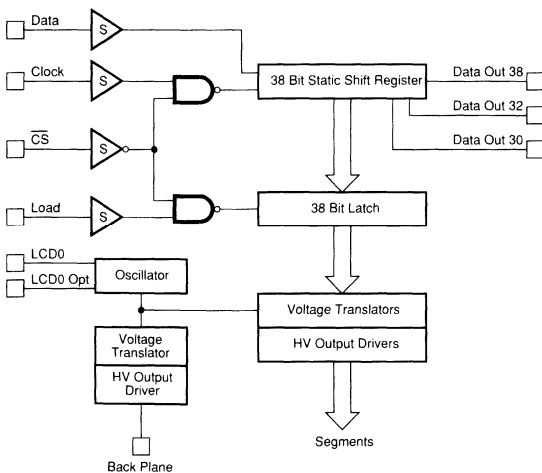 Data
S
Clock
S
38 Bit Static Shift Register
Data Out 38
Data Out 32
Data Out 30
CS
S
Load
S
38 Bit Latch
LCD0
LCD0 Opt
Oscillator
Voltage Translators
HV Output Drivers
Voltage
Translator
HV Output
Driver
Segments
Back Plane